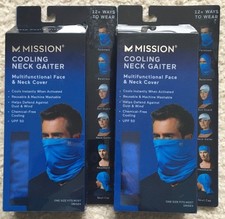 12+ WAYS
TO WEAR
MISSION
COOLING
NECK GAITER
Multifunctional Face
& Neck Cover
• Cools Instantly When Activated
• Reusable & Machine Washable
• Helps Defend Against
Dust & Wind
• Chemical-Free
Cooling
• UPF 50
12+ WAYS
TO WEAR
MISSION
COOLING
NECK GAITER
Multifunctional Face
& Neck Cover
• Cools Instantly When Activated
• Reusable & Machine Washable
• Helps Defend Against
Dust & Wind
• Chemical-Free
Cooling
• UPF 50